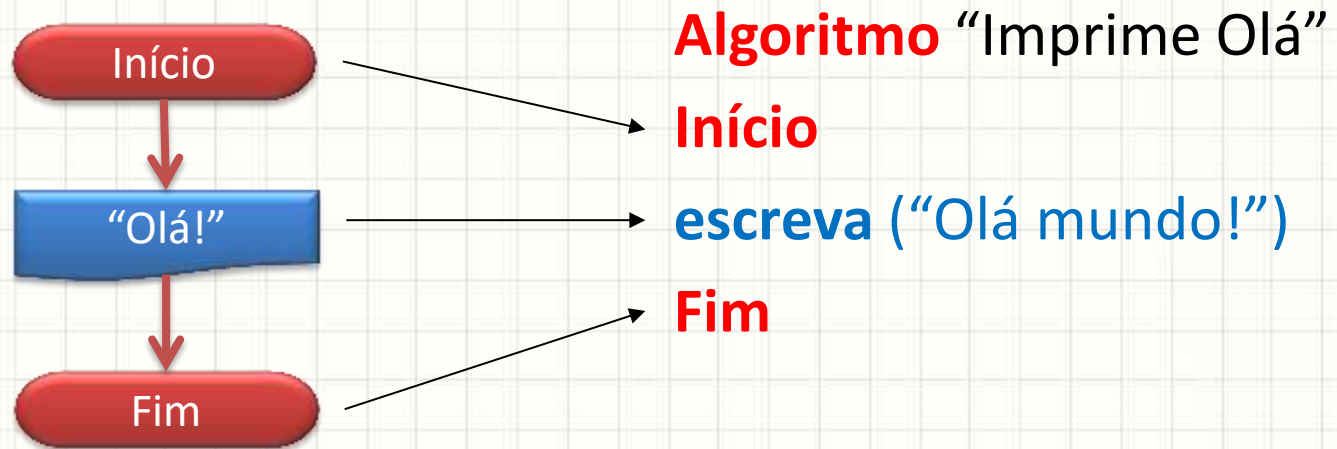 Início
“Olá!”
Fim
Algoritmo “Imprime Olá”
Início
escreva (“Olá mundo!”)
Fim